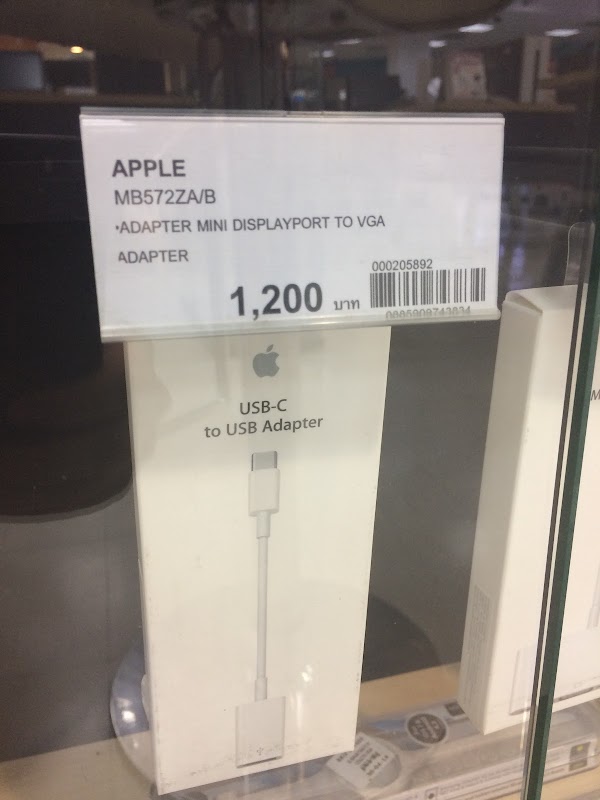 APPLE
MB572ZA/B
•ADAPTER MINI DISPLAYPORT TO VGA
ADAPTER
000205892
1,200 บาท
USB-C
to USB Adapter